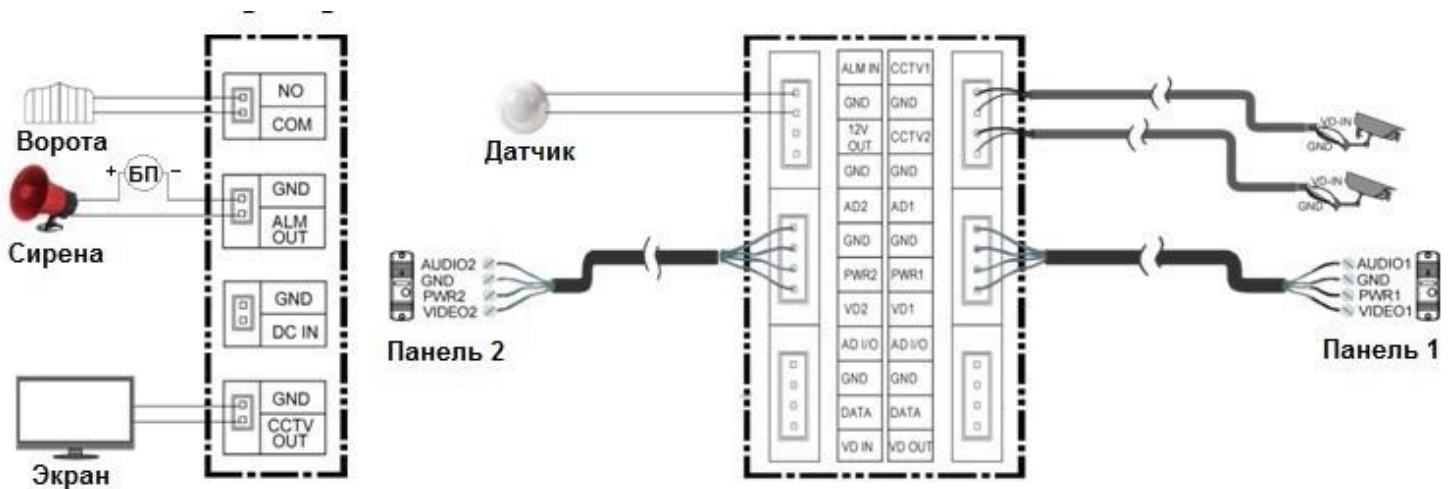 NO
COM
Ворота
+ БП −
GND
ALM
OUT
Сирена
GND
DC IN
GND
CCTV
OUT
Экран
Датчик
ALM IN CCTV1
GND GND
12V
OUT CCTV2
GND GND
AD2 AD1
GND GND
PWR2 PWR1
VD2 VD1
AD I/O AD I/O
GND GND
DATA DATA
VD IN VD OUT
AUDIO2
GND
PWR2
VIDEO2
Панель 2
VD-IN
GND
VD-IN
GND
AUDIO1
GND
PWR1
VIDEO1
Панель 1